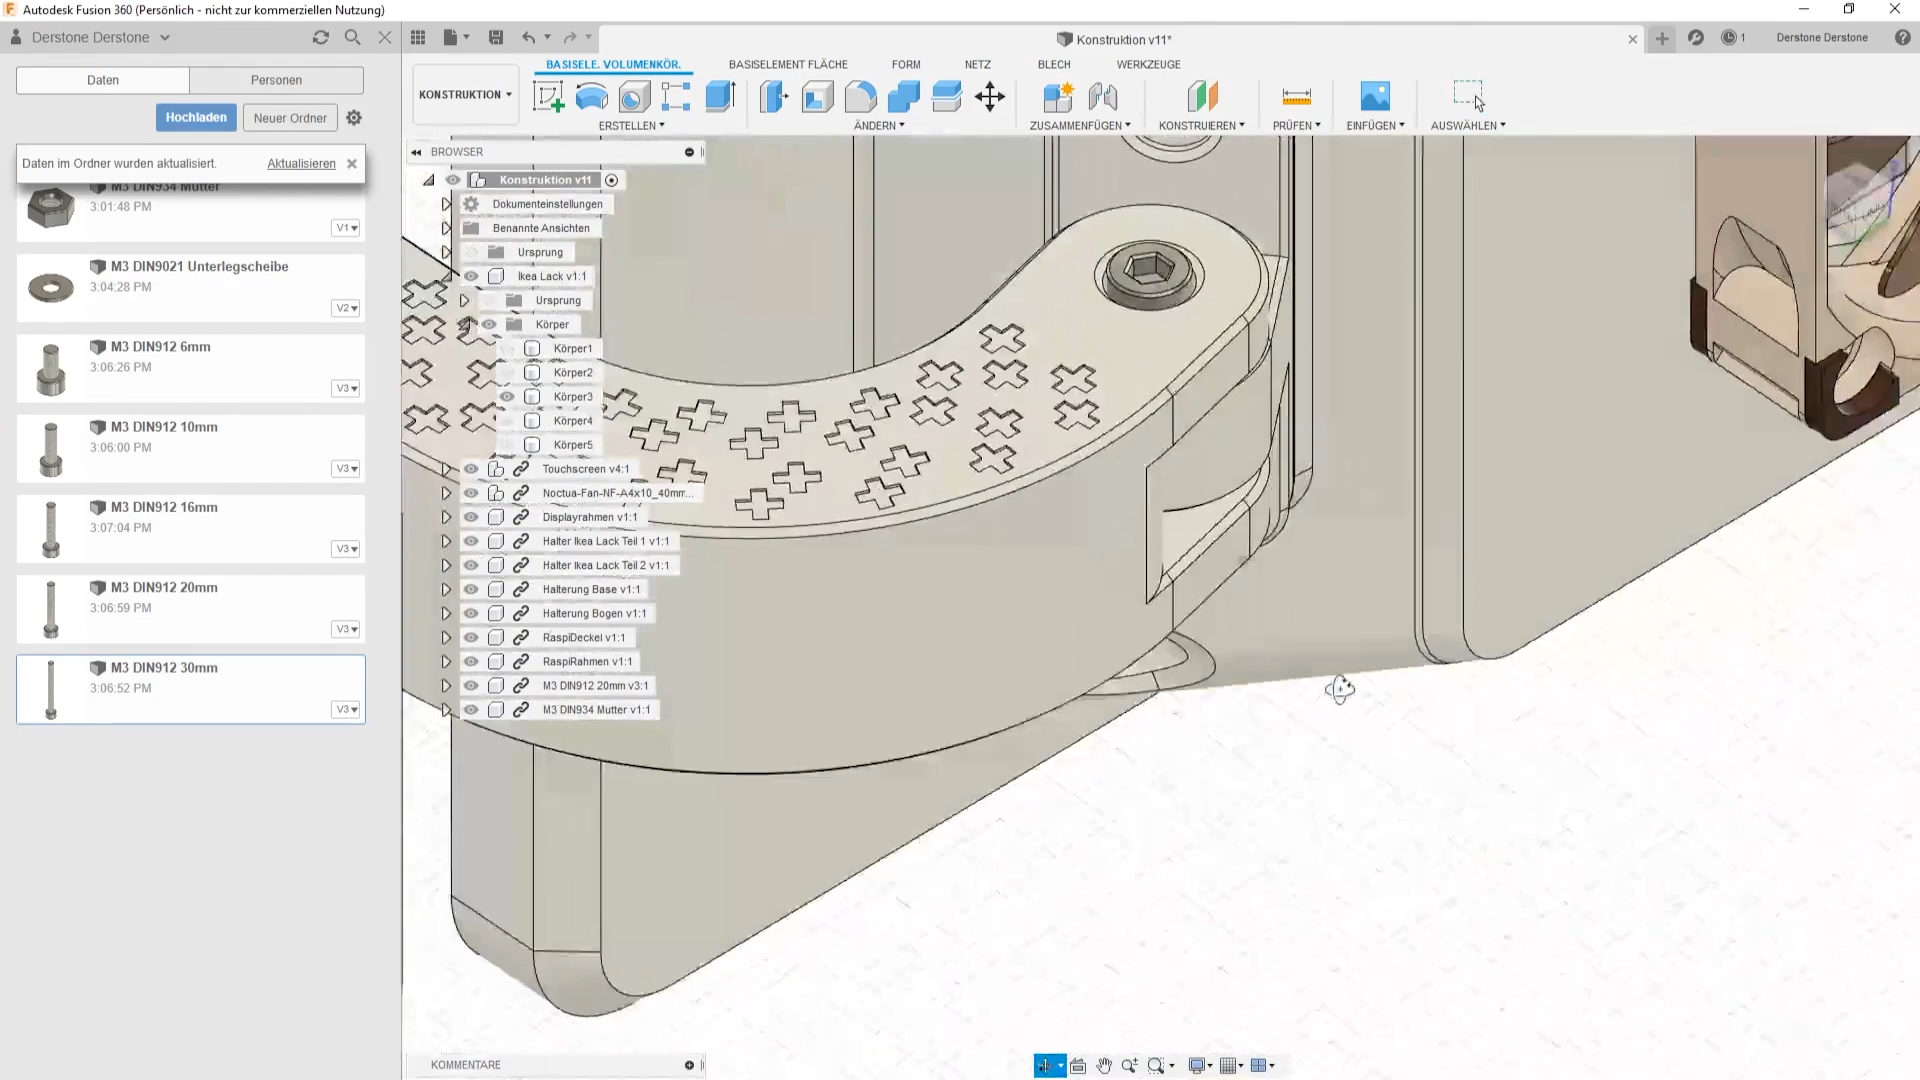 Autodesk Fusion 360 (Persönlich - nicht zur kommerziellen Nutzung)
Derstone Derstone
Konstruktion v11*
1
Derstone Derstone
Daten
Personen
Hochladen
Neuer Ordner
Daten im Ordner wurden aktualisiert.
Aktualisieren
M3 DIN934 Mutter
3:01:48 PM
V1
M3 DIN9021 Unterlegscheibe
3:04:28 PM
V2
M3 DIN912 6mm
3:06:26 PM
V3
M3 DIN912 10mm
3:06:00 PM
V3
M3 DIN912 16mm
3:07:04 PM
V3
M3 DIN912 20mm
3:06:59 PM
V3
M3 DIN912 30mm
3:06:52 PM
V3
KONSTRUKTION
BASISELE. VOLUMENKÖR.
BASISELEMENT FLÄCHE
FORM
NETZ
BLECH
WERKZEUGE
ERSTELLEN
ÄNDERN
ZUSAMMENFÜGEN
KONSTRUIEREN
PRÜFEN
EINFÜGEN
AUSWÄHLEN
BROWSER
Konstruktion v11
Dokumenteinstellungen
Benannte Ansichten
Ursprung
Ikea Lack v1:1
Ursprung
Körper
Körper1
Körper2
Körper3
Körper4
Körper5
Touchscreen v4:1
Noctua-Fan-NF-A4x10_40mm...
Displayrahmen v1:1
Halter Ikea Lack Teil 1 v1:1
Halter Ikea Lack Teil 2 v1:1
Halterung Base v1:1
Halterung Bogen v1:1
RaspiDeckel v1:1
RaspiRahmen v1:1
M3 DIN912 20mm v3:1
M3 DIN934 Mutter v1:1
KOMMENTARE